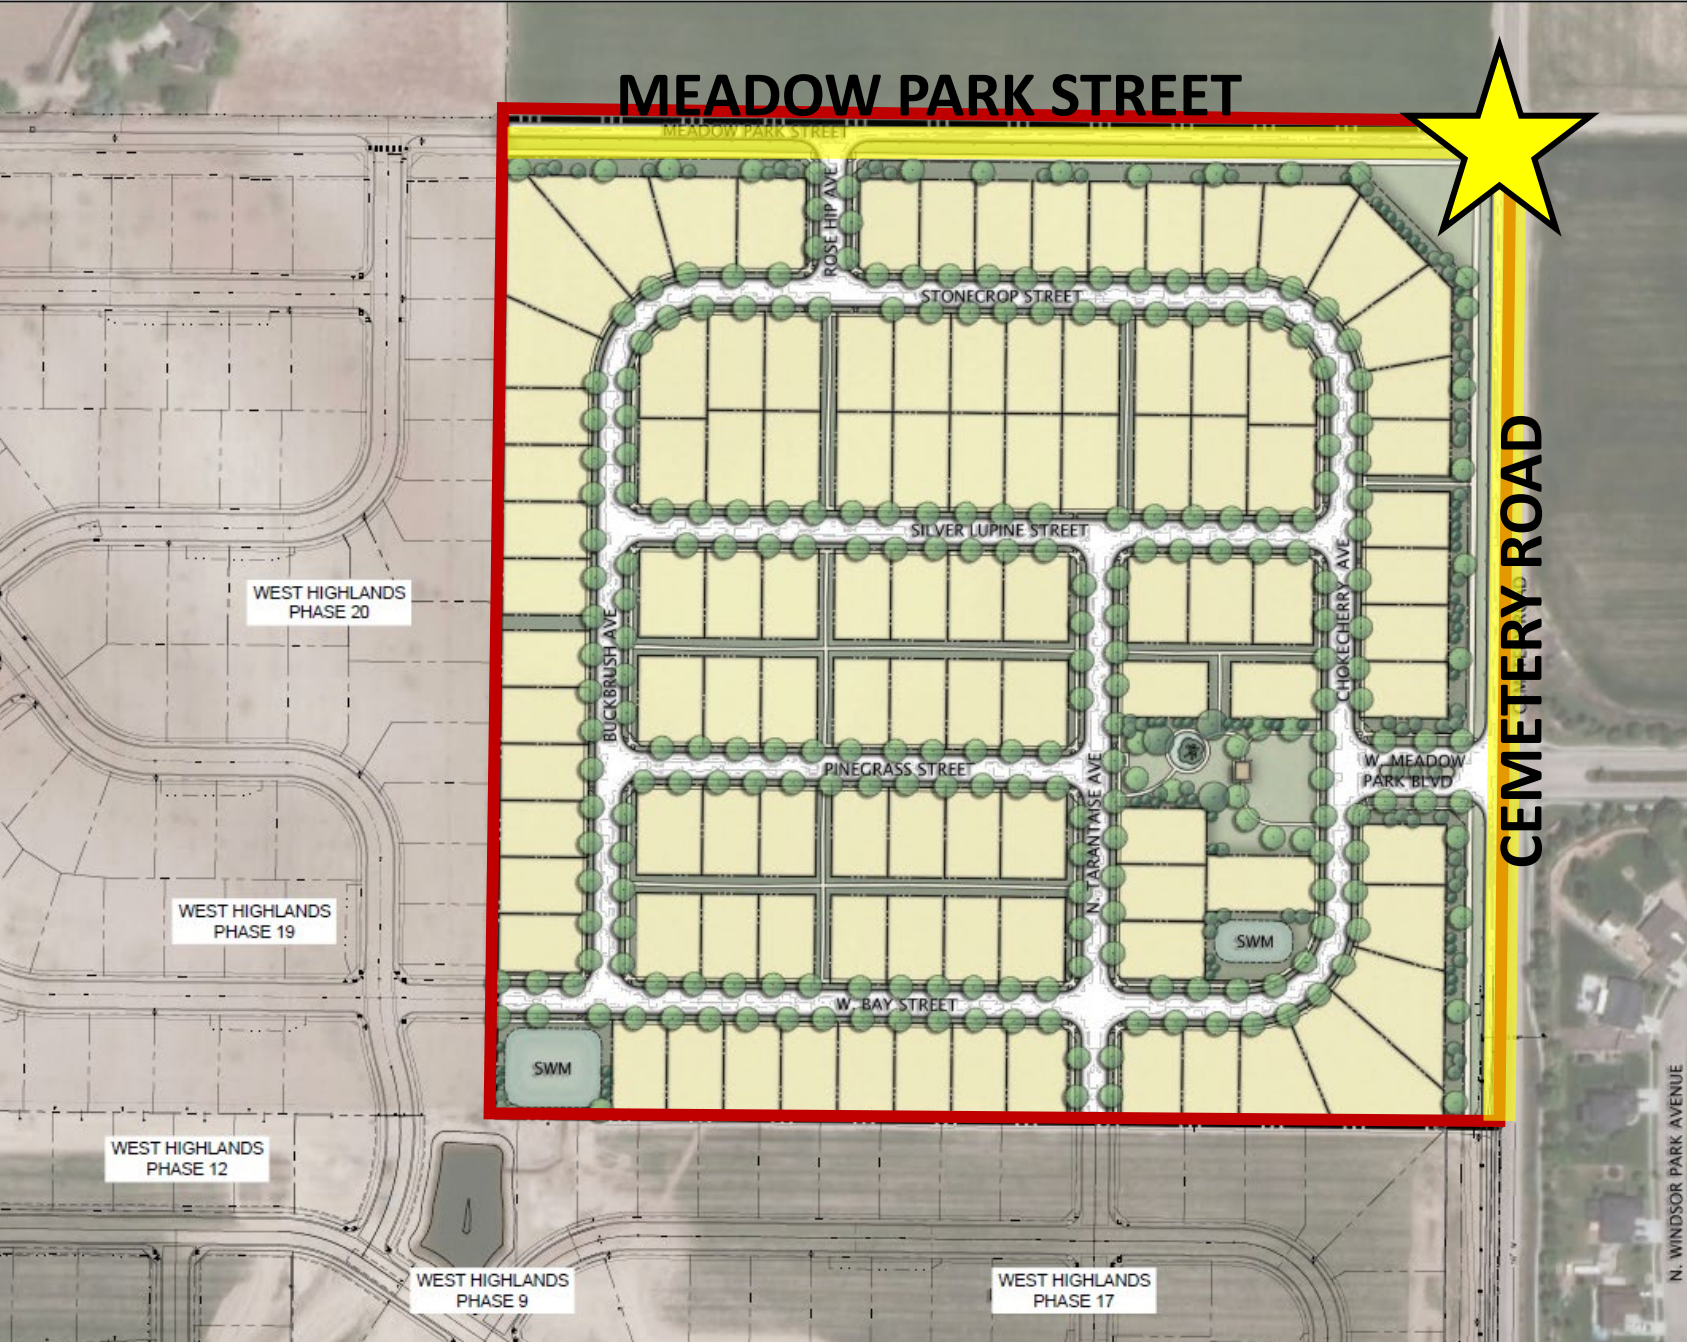 MEADOW PARK STREET
MEADOW PARK STREET
ROSE HIP AVE
STONECROP STREET
SILVER LUPINE STREET
CEMETERY ROAD
CHOKECHERRY AVE
WEST HIGHLANDS
PHASE 20
BUCKBRUSH AVE
W. MEADOW
PARK BLVD
PINEGRASS STREET
N. TARANTAISE AVE
WEST HIGHLANDS
PHASE 19
SWM
W. BAY STREET
SWM
WEST HIGHLANDS
PHASE 12
N. WINDSOR PARK AVENUE
WEST HIGHLANDS
PHASE 9
WEST HIGHLANDS
PHASE 17